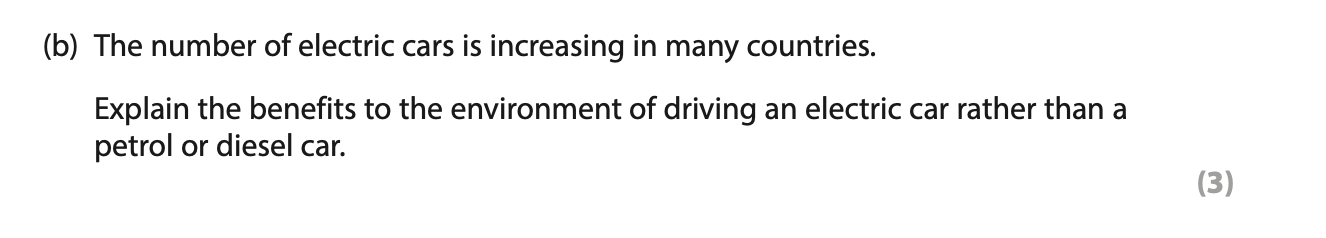 (b) The number of electric cars is increasing in many countries.
Explain the benefits to the environment of driving an electric car rather than a
petrol or diesel car.
(3)